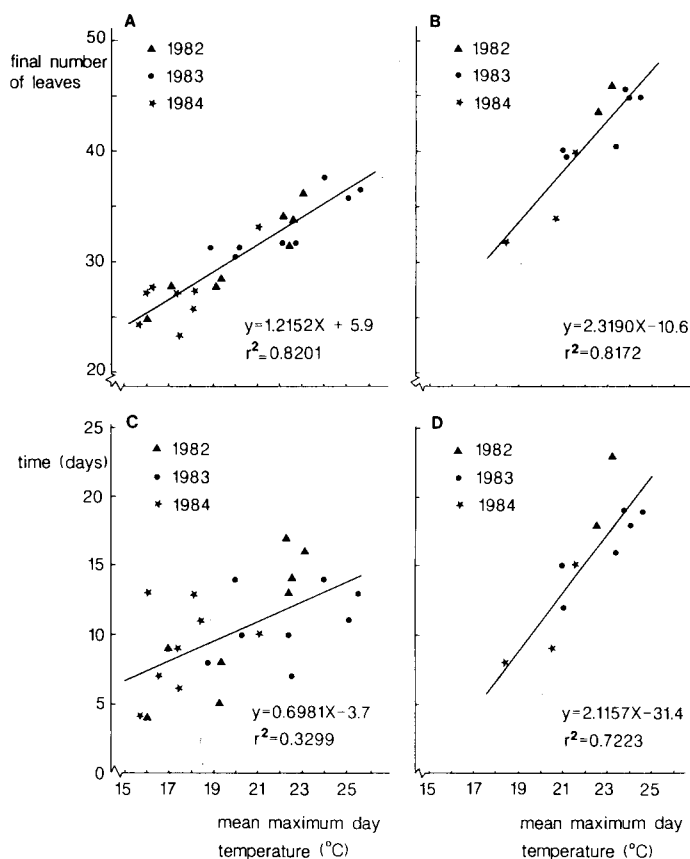 A
B
50
final number
of leaves
40
30
20
▲ 1982
● 1983
★ 1984
▲ 1982
● 1983
★ 1984
y=1.2152X + 5.9
r²=0.8201
y=2.3190X-10.6
r²=0.8172
C
D
25
time (days)
20
15
10
5
0
▲ 1982
● 1983
★ 1984
▲ 1982
● 1983
★ 1984
y=0.6981X-3.7
r²=0.3299
y=2.1157X-31.4
r²=0.7223
15 17 19 21 23 25
15 17 19 21 23 25
mean maximum day
temperature (°C)
mean maximum day
temperature (°C)